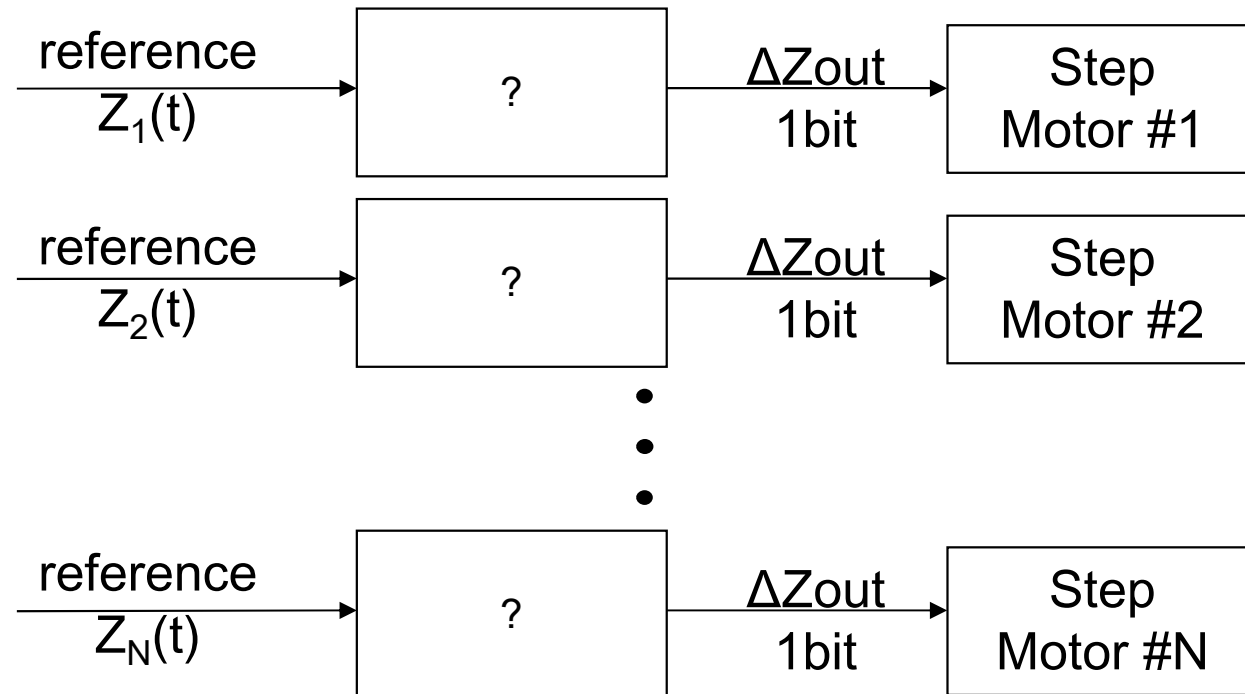 reference
Z₁(t)
?
ΔZout
1bit
Step
Motor #1
reference
Z₂(t)
?
ΔZout
1bit
Step
Motor #2
reference
Z_N(t)
?
ΔZout
1bit
Step
Motor #N